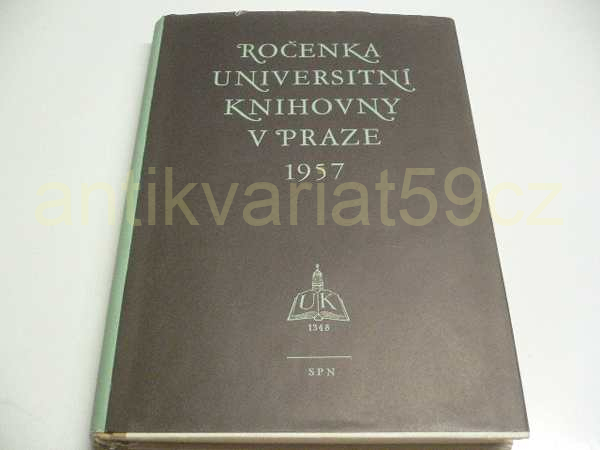 ROČENKA
UNIVERSITNÍ
KNIHOVNY
V PRAZE
1957
antikvariat59cz
UK
1348
SPN